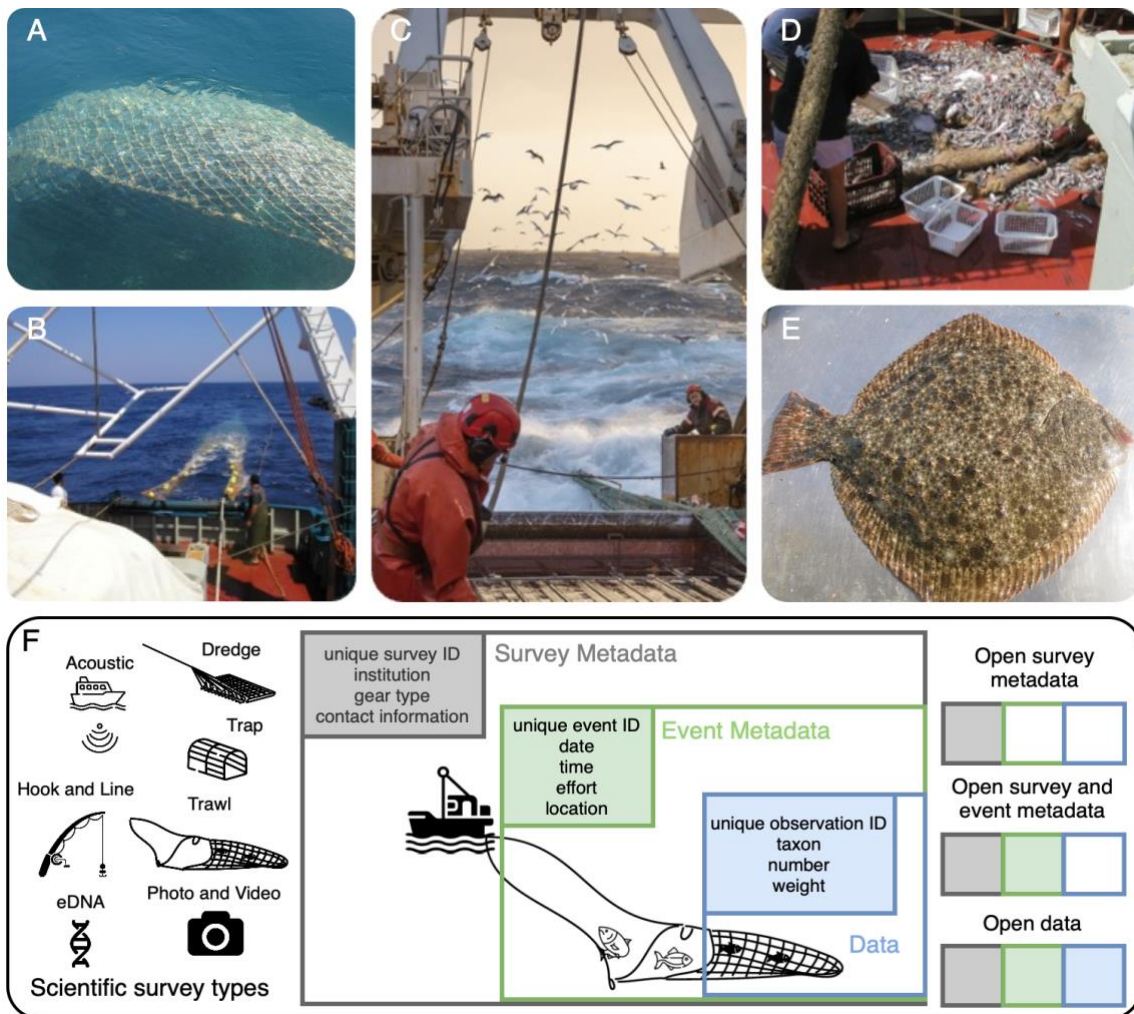 A
B
C
D
E
F
Acoustic
Dredge
Trap
Hook and Line
Trawl
eDNA
Photo and Video
Scientific survey types
unique survey ID
institution
gear type
contact information
Survey Metadata
unique event ID
date
time
effort
location
Event Metadata
unique observation ID
taxon
number
weight
Data
Open survey
metadata
Open survey and
event metadata
Open data